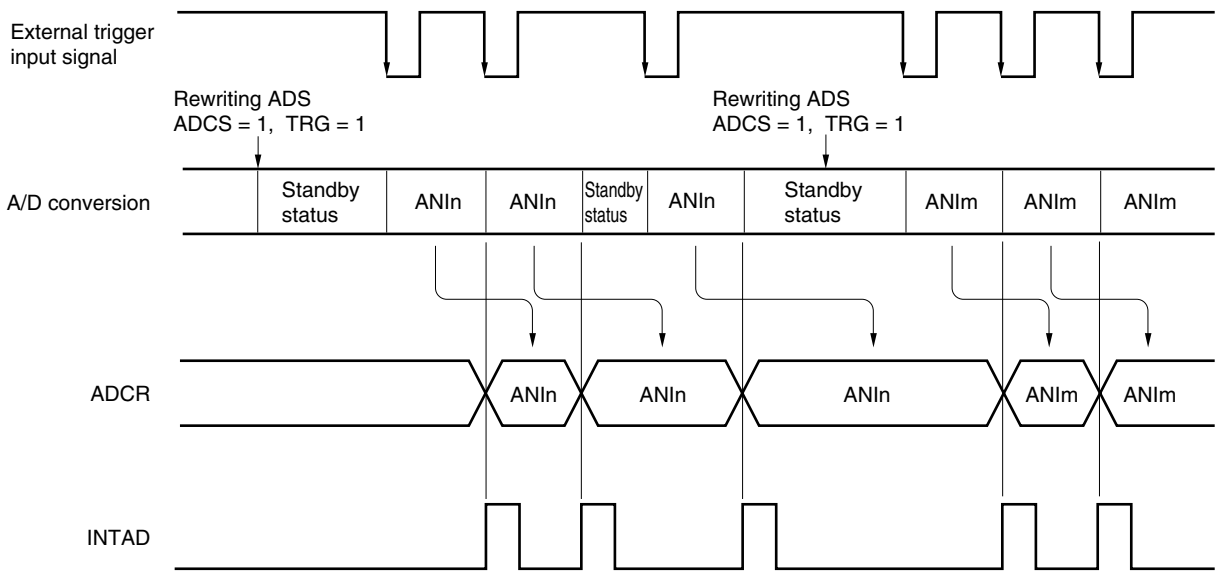 External trigger
input signal
Rewriting ADS
ADCS = 1, TRG = 1
Rewriting ADS
ADCS = 1, TRG = 1
A/D conversion
Standby
status
ANIn
ANIn
Standby
status
ANIn
Standby
status
ANIm
ANIm
ANIm
ADCR
ANIn
ANIn
ANIn
ANIm
ANIm
INTAD